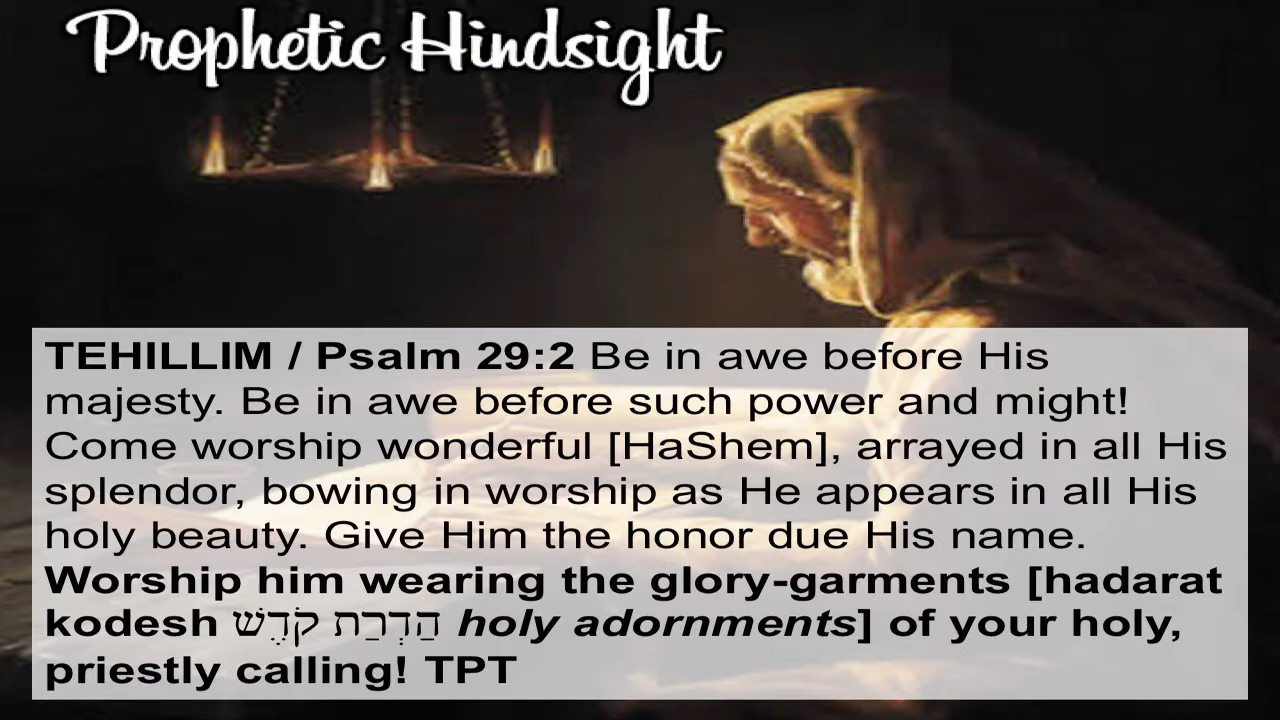 Prophetic Hindsight
TEHILLIM / Psalm 29:2 Be in awe before His
majesty. Be in awe before such power and might!
Come worship wonderful [HaShem], arrayed in all His
splendor, bowing in worship as He appears in all His
holy beauty. Give Him the honor due His name.
Worship him wearing the glory-garments [hadarat
kodesh הַדְרַת קֹדֶשׁ holy adornments] of your holy,
priestly calling! TPT